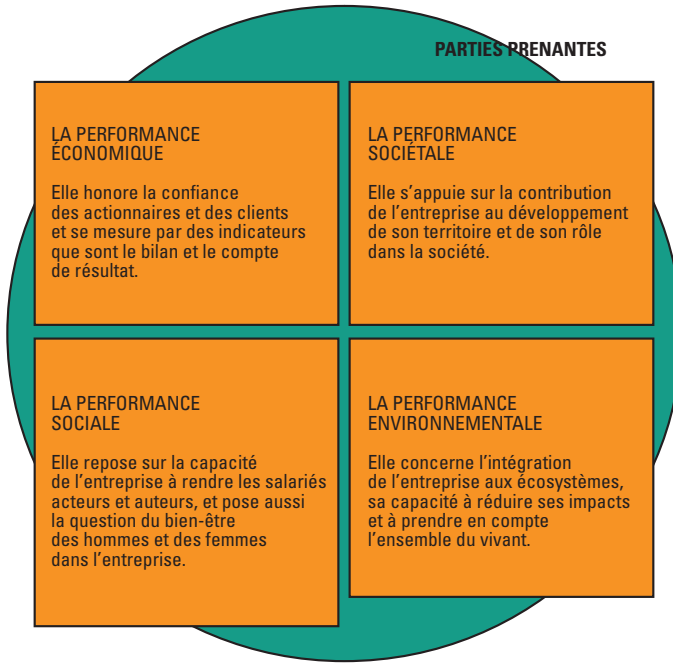 PARTIES PRENANTES
LA PERFORMANCE
ÉCONOMIQUE
Elle honore la confiance
des actionnaires et des clients
et se mesure par des indicateurs
que sont le bilan et le compte
de résultat.
LA PERFORMANCE
SOCIÉTALE
Elle s’appuie sur la contribution
de l’entreprise au développement
de son territoire et de son rôle
dans la société.
LA PERFORMANCE
SOCIALE
Elle repose sur la capacité
de l’entreprise à rendre les salariés
acteurs et auteurs, et pose aussi
la question du bien-être
des hommes et des femmes
dans l’entreprise.
LA PERFORMANCE
ENVIRONNEMENTALE
Elle concerne l’intégration
de l’entreprise aux écosystèmes,
sa capacité à réduire ses impacts
et à prendre en compte
l’ensemble du vivant.